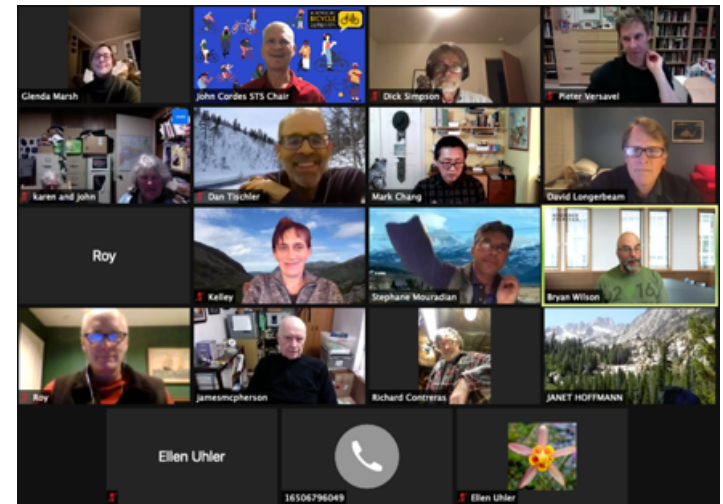 Glenda Marsh
BICYCLE
John Cordes STS Chair
Dick Simpson
Pieter Versavel
karen and john
Dan Tischler
Mark Chang
David Longerbeam
Roy
Kelley
Stephane Mouradian
Bryan Wilson
Roy
jamesmcpherson
Richard Contreras
JANET HOFFMANN
Ellen Uhler
16506796049
Ellen Uhler